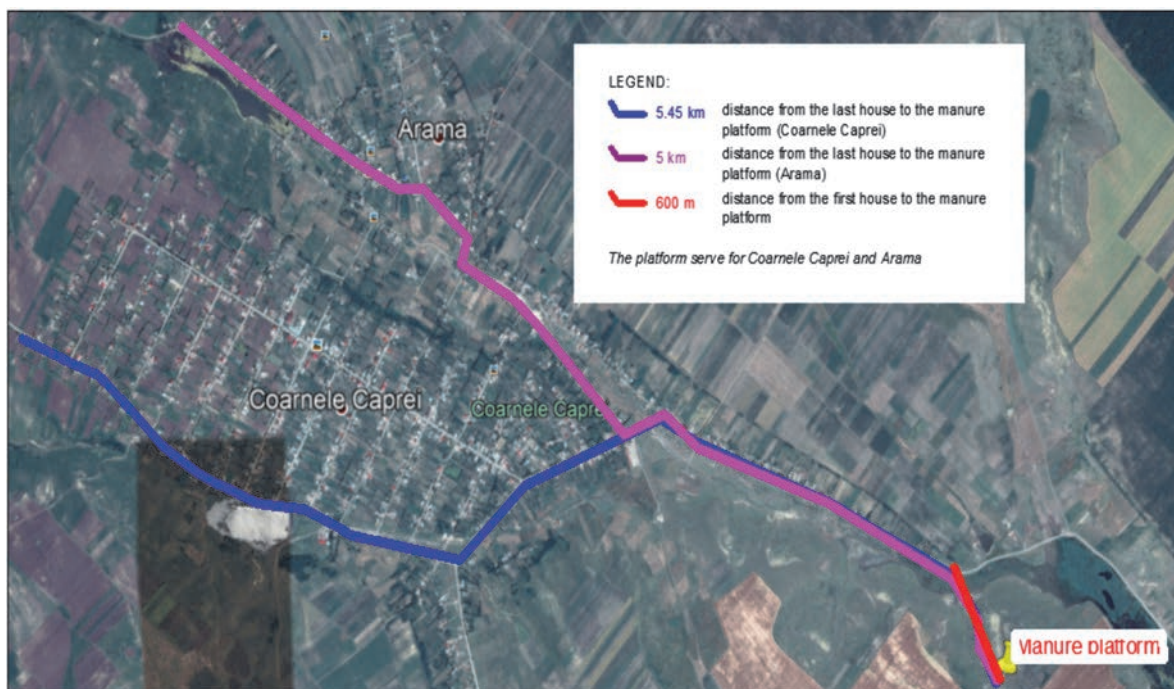 Arama
Coarnele Caprei
Coarnele Capre
LEGEND:
5.45 km distance from the last house to the manure
platform (Coarnele Caprei)
5 km distance from the last house to the manure
platform (Arama)
600 m distance from the first house to the manure
platform
The platform serve for Coarnele Caprei and Arama
Manure platform